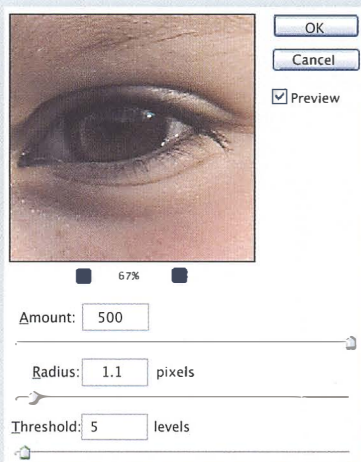 OK
Cancel
Preview
67%
Amount: 500
Radius: 1.1 pixels
Threshold: 5 levels